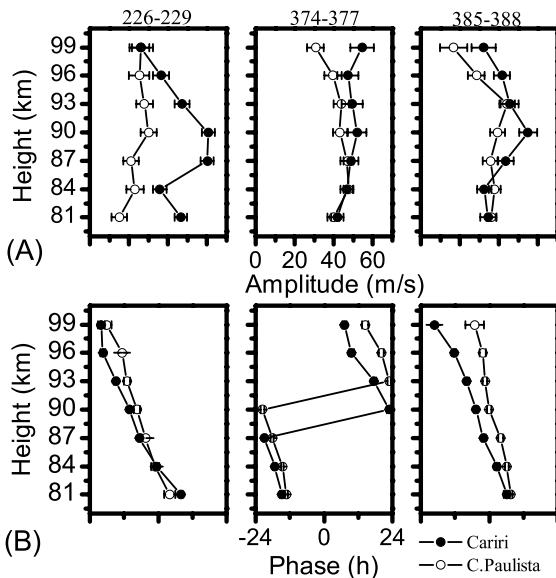 226-229 374-377 385-388
99
96
93
90
87
84
81
Height (km)
(A)
0 20 40 60
Amplitude (m/s)
99
96
93
90
87
84
81
Height (km)
(B)
-24 0 24
Phase (h)
Cariri
C.Paulista